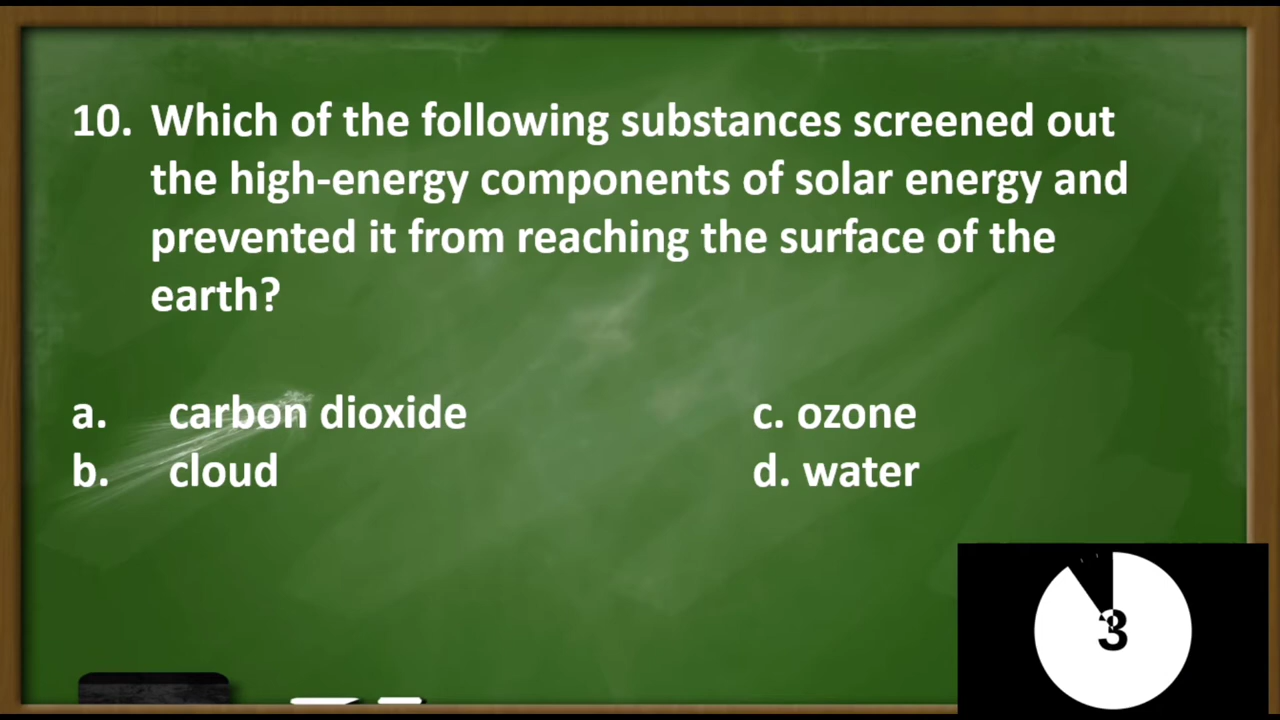 10. Which of the following substances screened out
the high-energy components of solar energy and
prevented it from reaching the surface of the
earth?
a. carbon dioxide c. ozone
b. cloud d. water
3